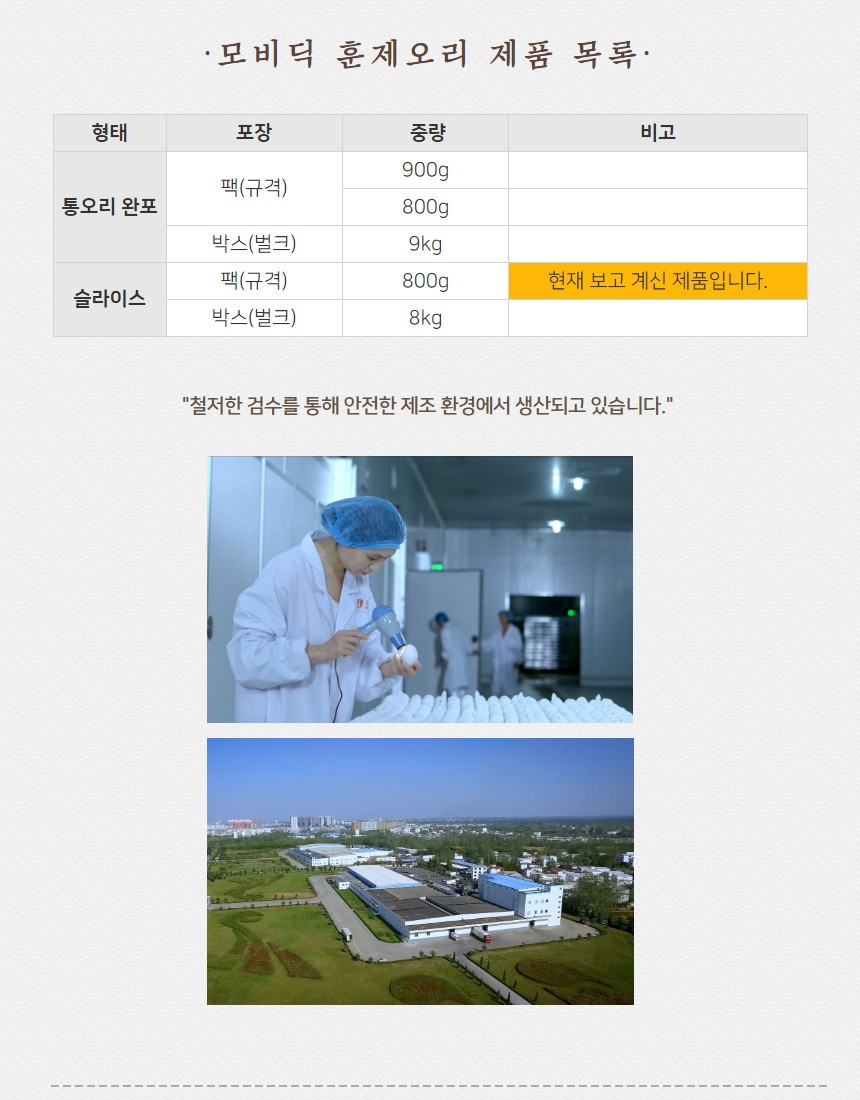 ·모비딕 훈제오리 제품 목록·
형태 포장 중량 비고
통오리 완포 팩(규격) 900g
800g
박스(벌크) 9kg
슬라이스 팩(규격) 800g 현재 보고 계신 제품입니다.
박스(벌크) 8kg
"철저한 검수를 통해 안전한 제조 환경에서 생산되고 있습니다."